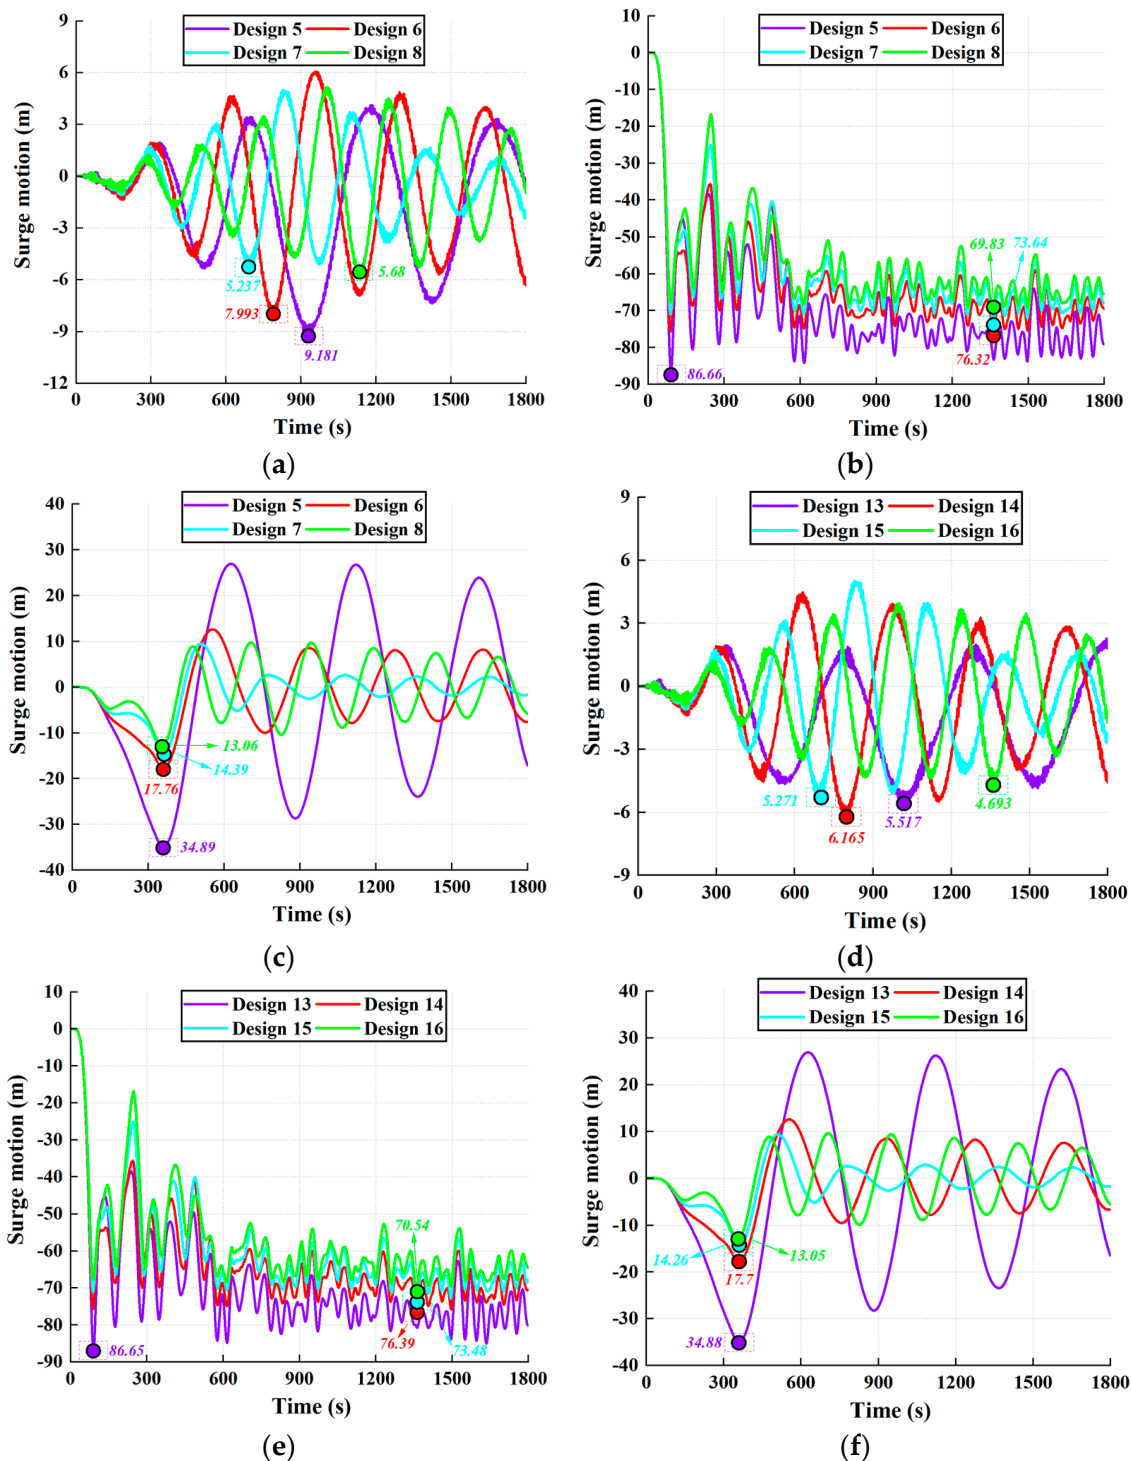 Design 5 Design 6
Design 7 Design 8
Surge motion (m)
9
6
3
0
-3
-6
-9
-12
5.237
7.993
9.181
5.68
0 300 600 900 1200 1500 1800
Time (s)
(a)
Design 5 Design 6
Design 7 Design 8
Surge motion (m)
10
0
-10
-20
-30
-40
-50
-60
-70
-80
-90
86.66
69.83
73.64
76.32
0 300 600 900 1200 1500 1800
Time (s)
(b)
Design 5 Design 6
Design 7 Design 8
Surge motion (m)
40
30
20
10
0
-10
-20
-30
-40
13.06
14.39
17.76
34.89
0 300 600 900 1200 1500 1800
Time (s)
(c)
Design 13 Design 14
Design 15 Design 16
Surge motion (m)
9
6
3
0
-3
-6
-9
5.271
6.165
5.517
4.693
0 300 600 900 1200 1500 1800
Time (s)
(d)
Design 13 Design 14
Design 15 Design 16
Surge motion (m)
10
0
-10
-20
-30
-40
-50
-60
-70
-80
-90
86.65
70.54
76.39
73.48
0 300 600 900 1200 1500 1800
Time (s)
(e)
Design 13 Design 14
Design 15 Design 16
Surge motion (m)
40
30
20
10
0
-10
-20
-30
-40
14.26
13.05
17.7
34.88
0 300 600 900 1200 1500 1800
Time (s)
(f)